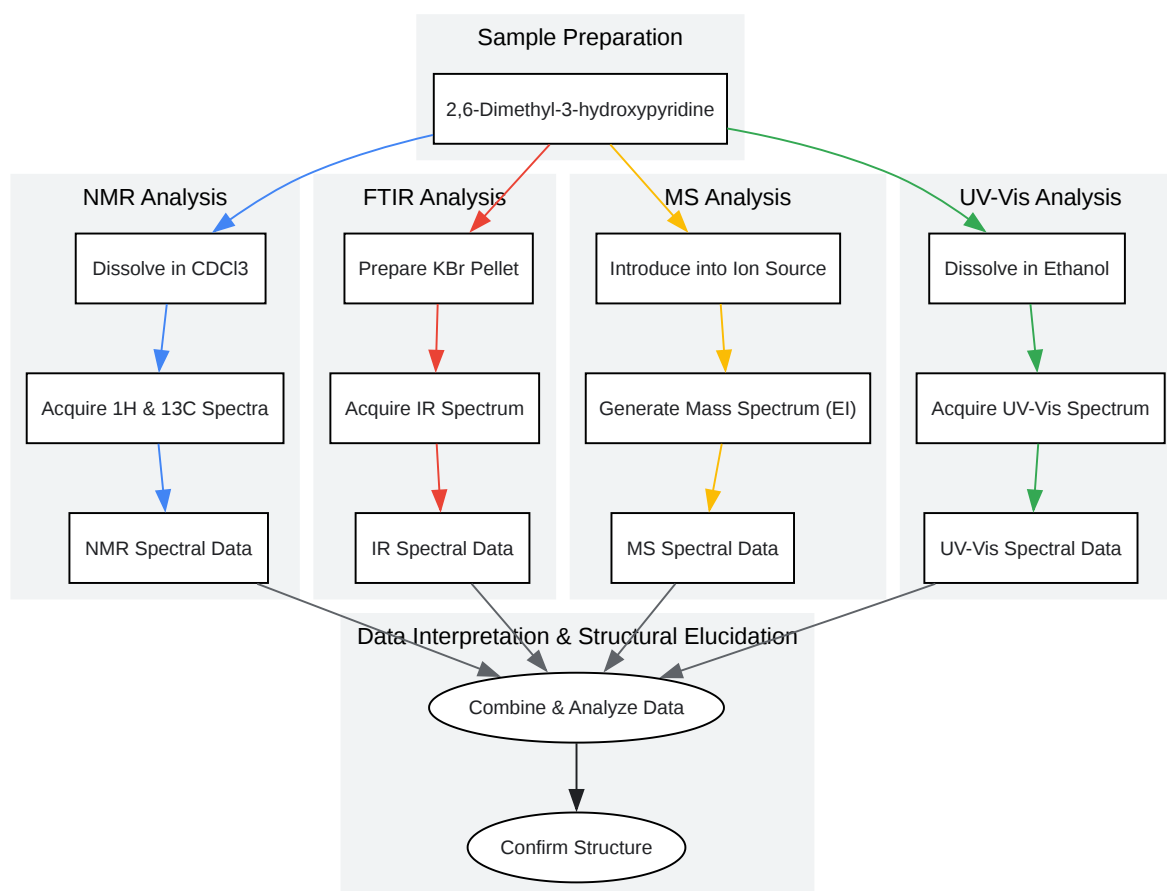 Sample Preparation
2,6-Dimethyl-3-hydroxypyridine
NMR Analysis
FTIR Analysis
MS Analysis
UV-Vis Analysis
Dissolve in CDCl3
Prepare KBr Pellet
Introduce into Ion Source
Dissolve in Ethanol
Acquire 1H & 13C Spectra
Acquire IR Spectrum
Generate Mass Spectrum (EI)
Acquire UV-Vis Spectrum
NMR Spectral Data
IR Spectral Data
MS Spectral Data
UV-Vis Spectral Data
Data Interpretation & Structural Elucidation
Combine & Analyze Data
Confirm Structure